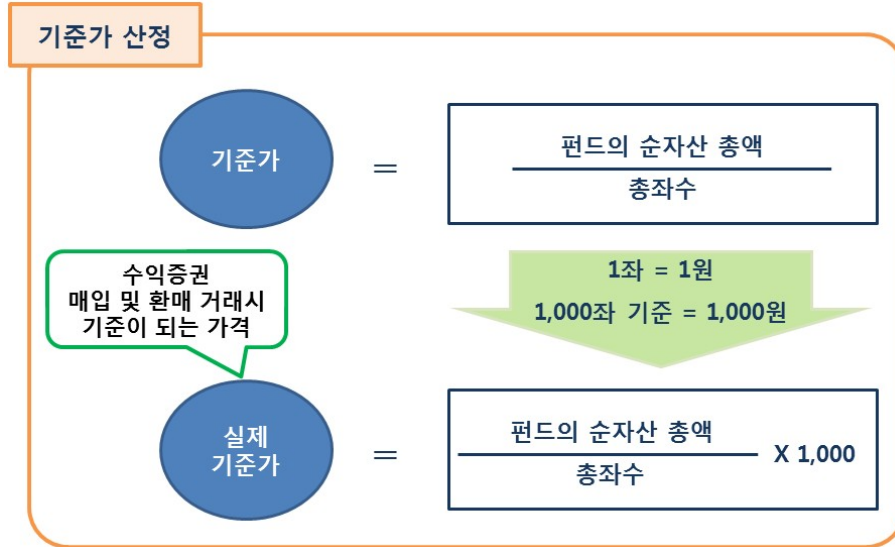 기준가 산정
기준가
=
펀드의 순자산 총액
총좌수
수익증권
매입 및 환매 거래시
기준이 되는 가격
1좌 = 1원
1,000좌 기준 = 1,000원
실제
기준가
=
펀드의 순자산 총액
총좌수
X 1,000